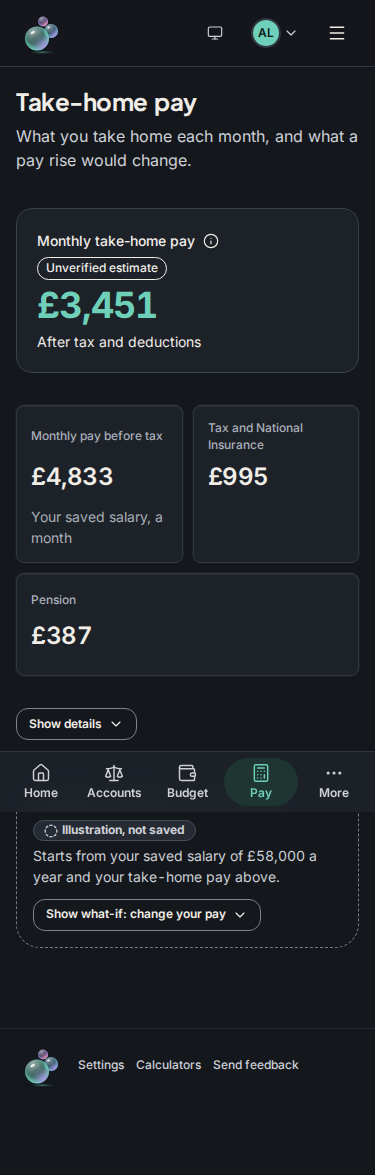 AL
Take-home pay
What you take home each month, and what a
pay rise would change.
Monthly take-home pay
Unverified estimate
£3,451
After tax and deductions
Monthly pay before tax
£4,833
Your saved salary, a
month
Tax and National
Insurance
£995
Pension
£387
Show details
Home
Accounts
Budget
Pay
More
Illustration, not saved
Starts from your saved salary of £58,000 a
year and your take-home pay above.
Show what-if: change your pay
Settings
Calculators
Send feedback